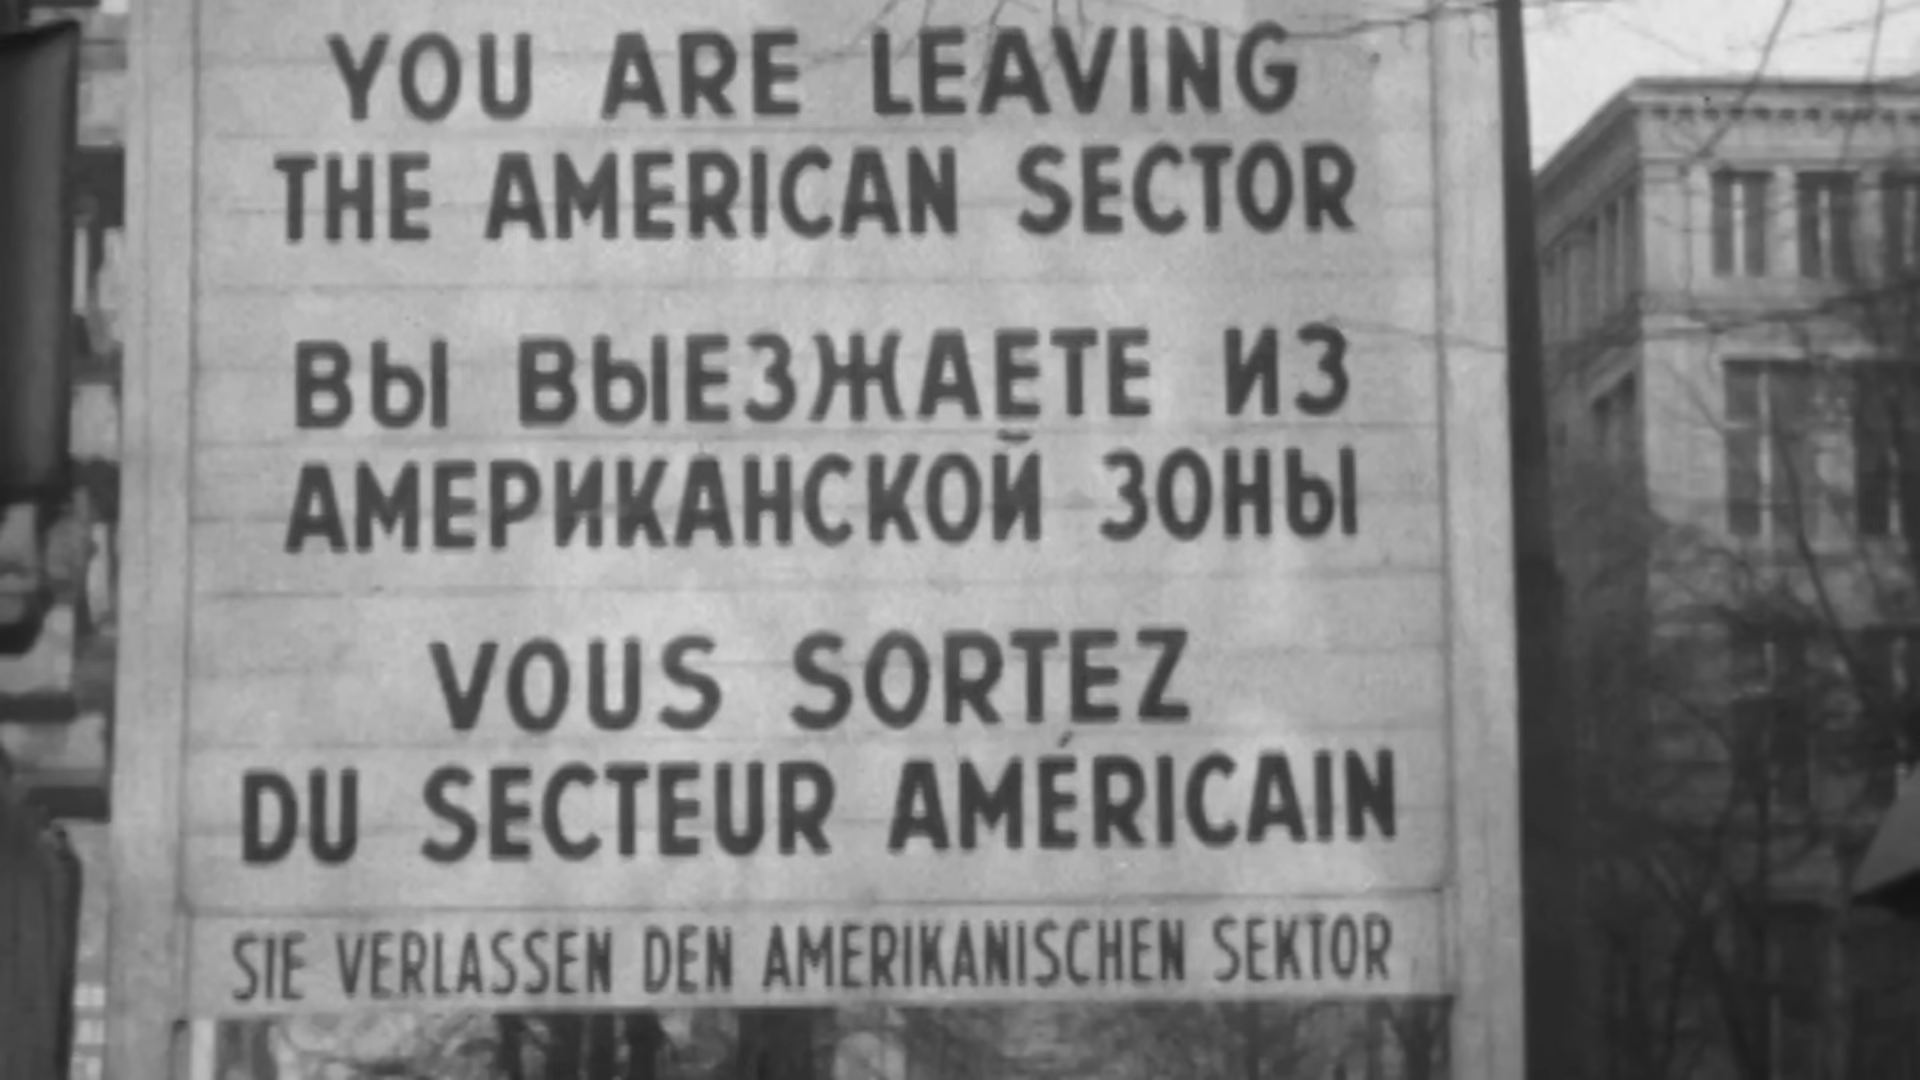 YOU ARE LEAVING
THE AMERICAN SECTOR
ВЫ ВЫЕЗЖАЕТЕ ИЗ
АМЕРИКАНСКОЙ ЗОНЫ
VOUS SORTEZ
DU SECTEUR AMÉRICAIN
SIE VERLASSEN DEN AMERIKANISCHEN SEKTOR